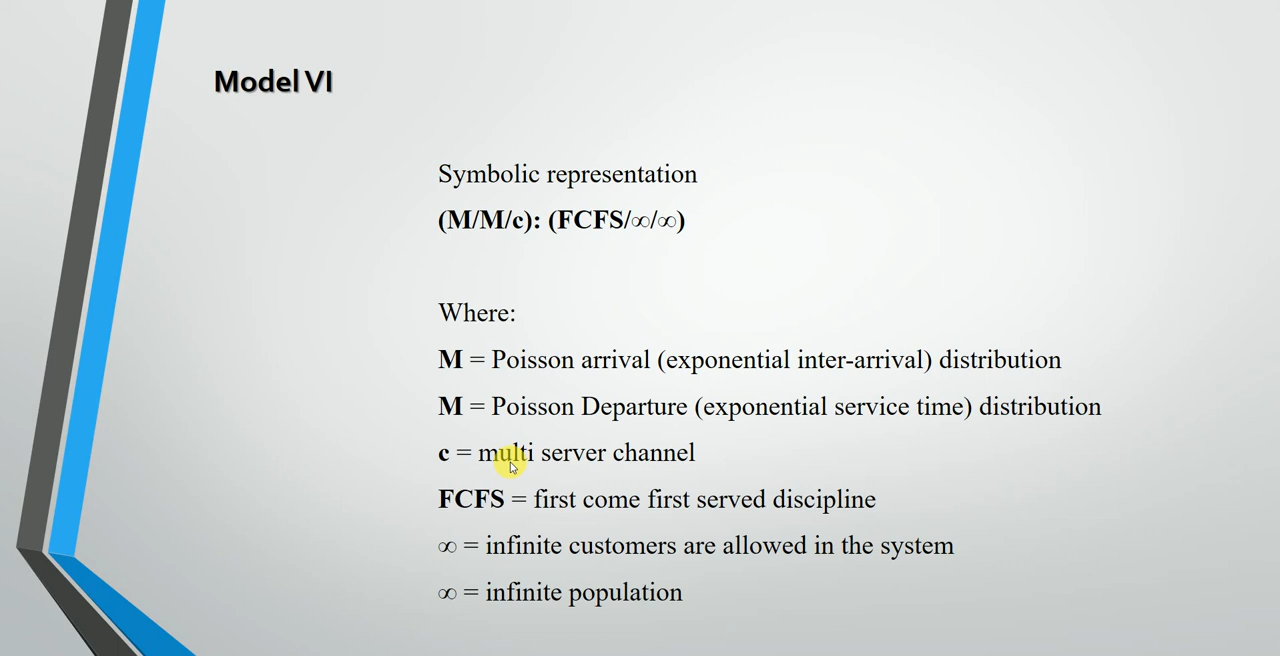 Model VI
Symbolic representation
(M/M/c): (FCFS/∞/∞)
Where:
M = Poisson arrival (exponential inter-arrival) distribution
M = Poisson Departure (exponential service time) distribution
c = multi server channel
FCFS = first come first served discipline
∞ = infinite customers are allowed in the system
∞ = infinite population